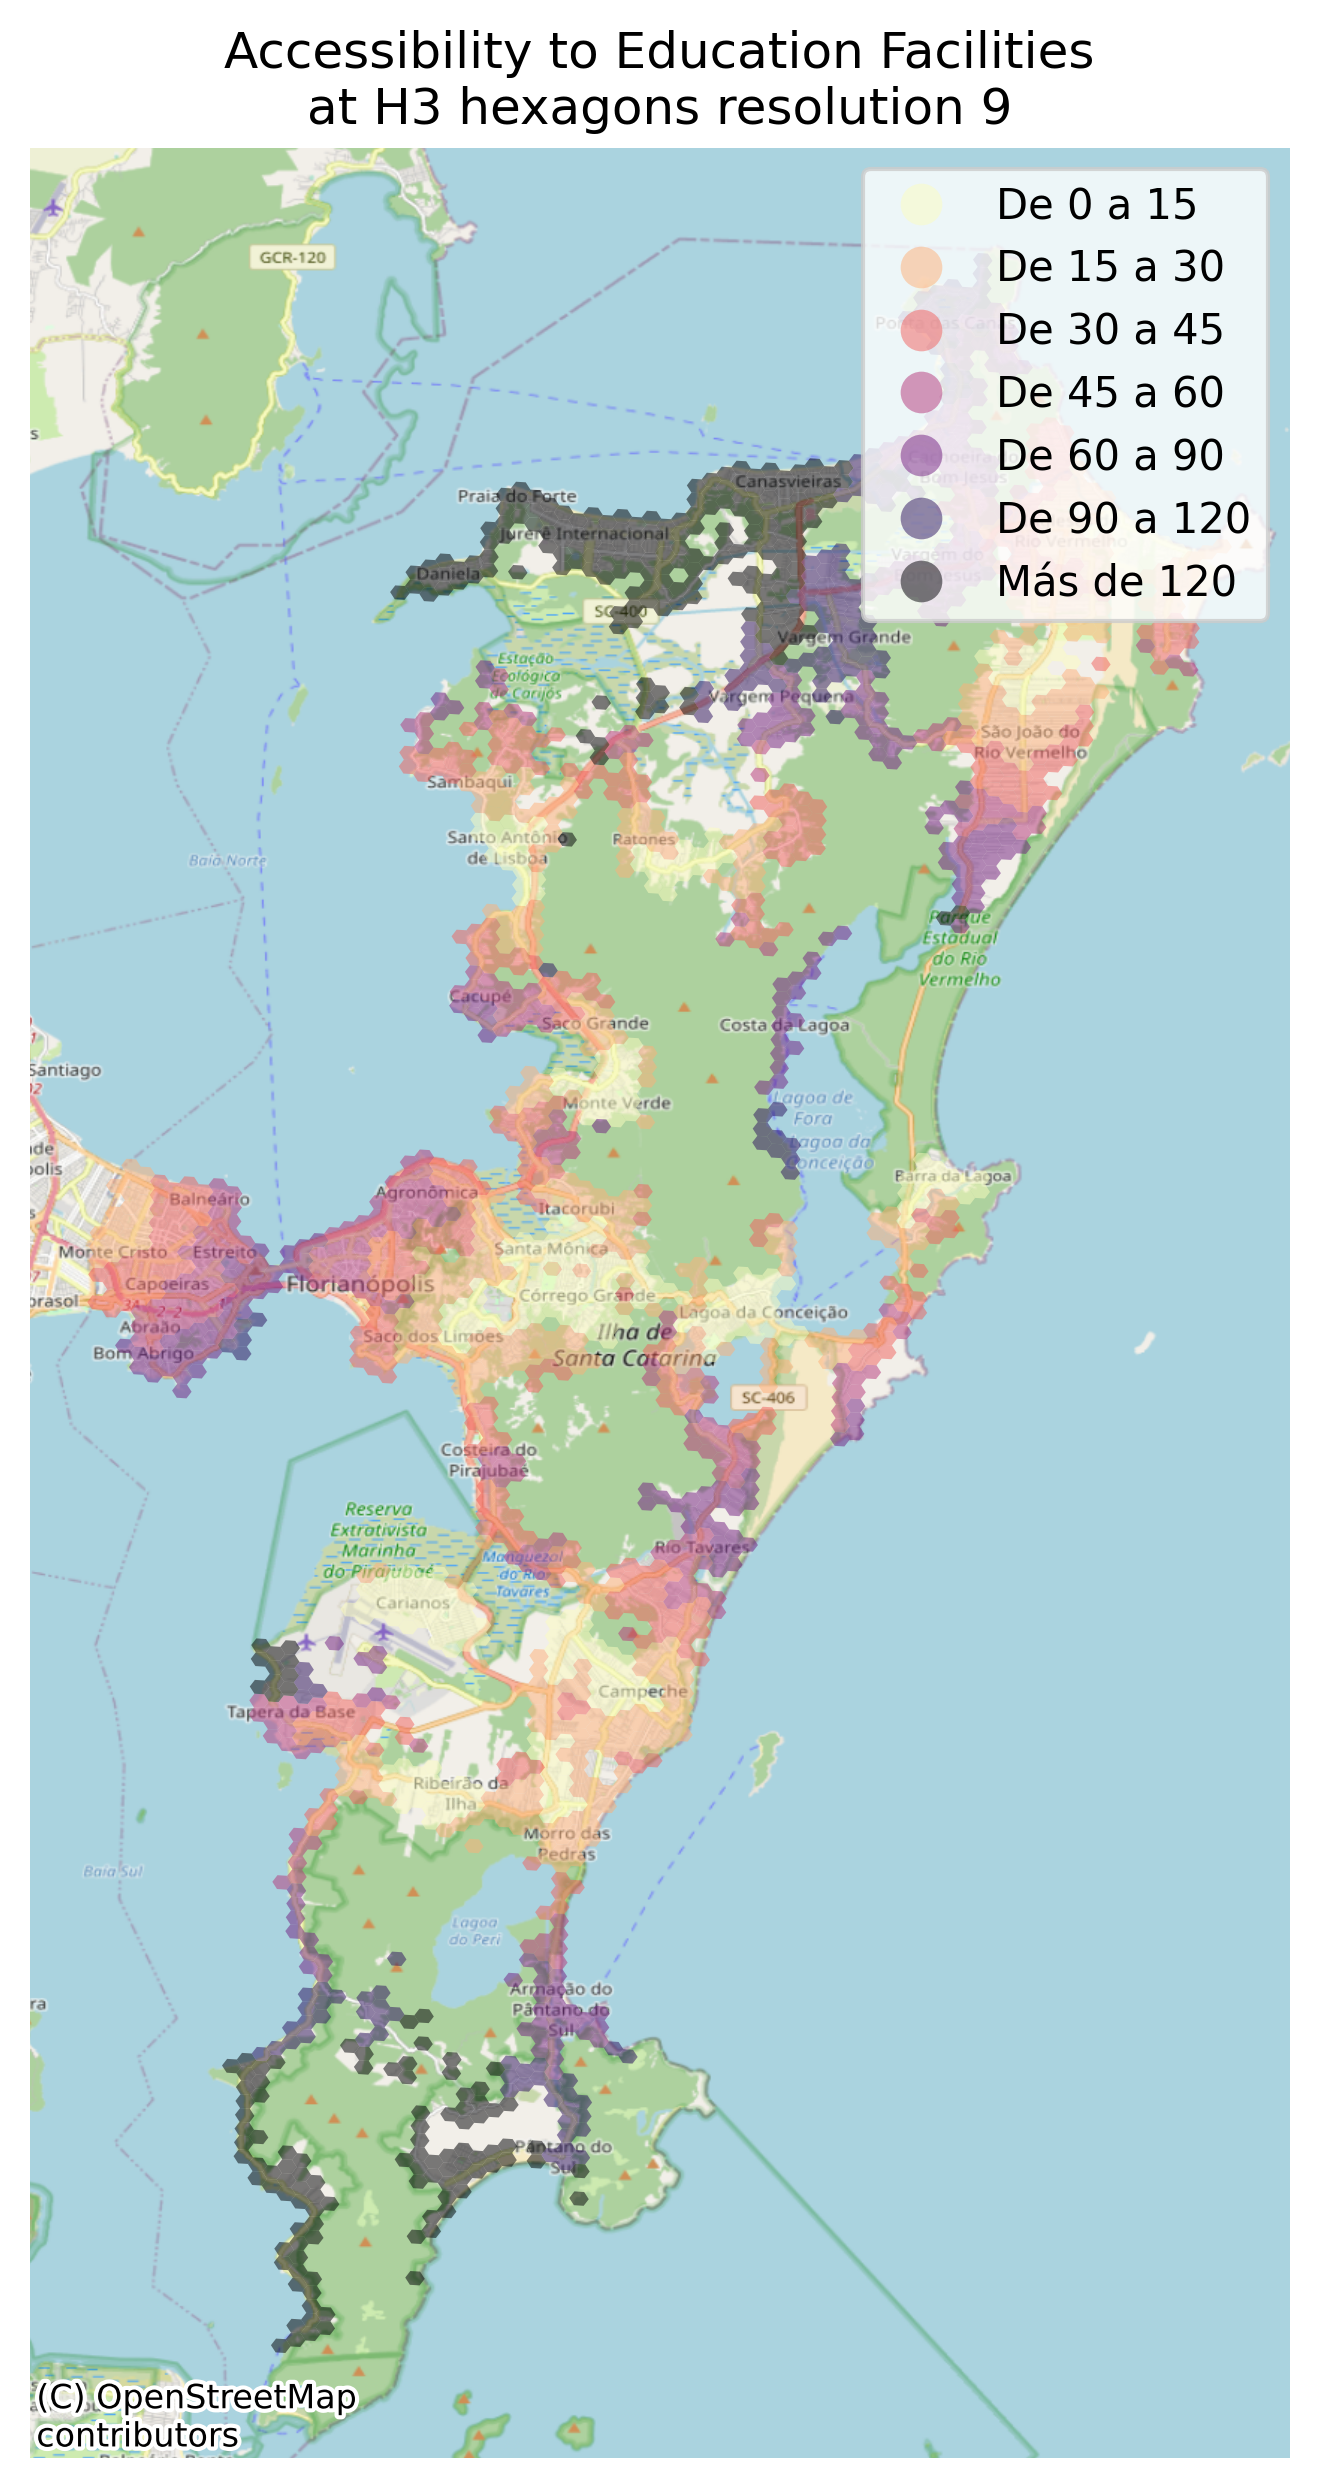 Accessibility to Education Facilities
at H3 hexagons resolution 9
De 0 a 15
De 15 a 30
De 30 a 45
De 45 a 60
De 60 a 90
De 90 a 120
Más de 120
GCR-120
Canasvieiras
Praia do Forte
Jurerê Internacional
Daniela
SC-400
Vargem Grande
Estação
Ecológica
de Carijós
Vargem Pequena
São João do
Rio Vermelho
Sambaqui
Santo Antônio
de Lisboa
Ratones
Baía Norte
Parque
Estadual
do Rio
Vermelho
Cacupé
Saco Grande
Costa da Lagoa
Santiago
Monte Verde
Lagoa de
Fora
Lagoa da
Conceição
Barra da Lagoa
Balneário
Agronômica
Itacorubi
Monte Cristo
Estreito
Santa Mônica
Capoeiras
Florianópolis
Córrego Grande
Lagoa da Conceição
Abraão
Saco dos Limões
Ilha de
Santa Catarina
Bom Abrigo
SC-406
Costeira do
Pirajubaé
Reserva
Extrativista
Marinha
do Pirajubaé
Manguezal
do Rio
Tavares
Rio Tavares
Carianos
Campeche
Tapera da Base
Ribeirão da
Ilha
Morro das
Pedras
Baía Sul
Lagoa
do Peri
Armação do
Pântano do
Sul
Pântano do
Sul
(C) OpenStreetMap
contributors